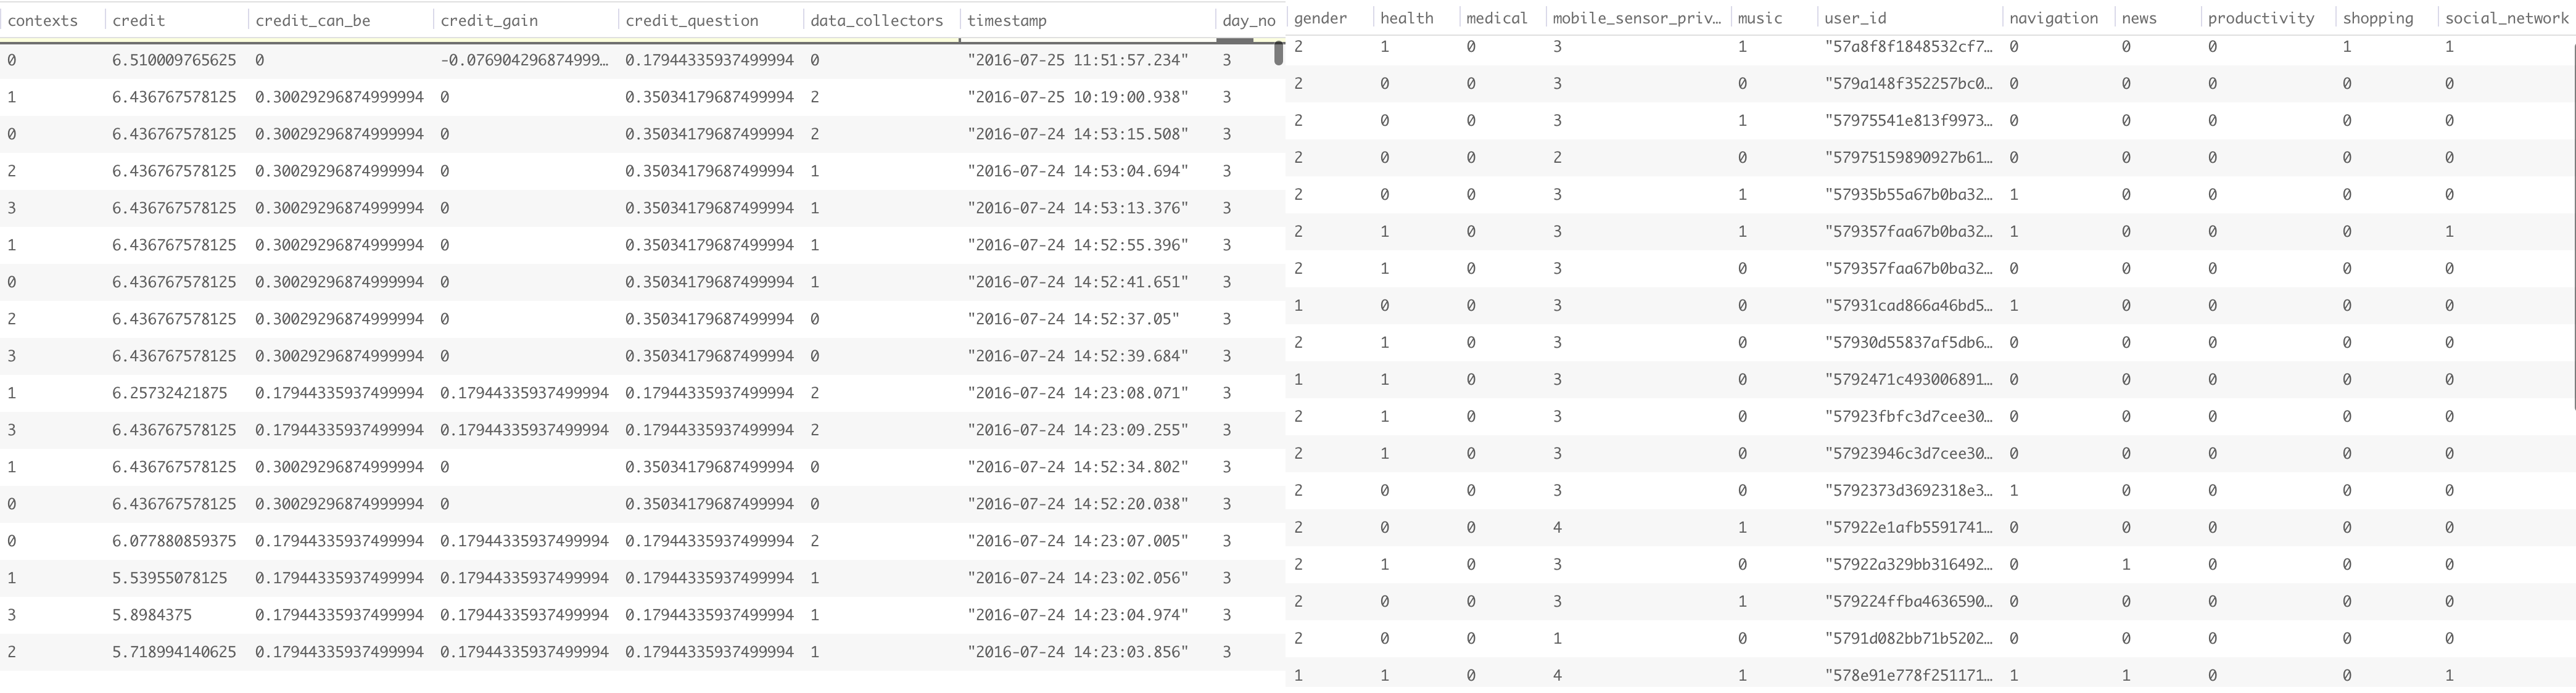 contexts credit credit_can_be credit_gain credit_question data_collectors timestamp day_no
0 6.510009765625 0 -0.076904296874999… 0.17944335937499994 0 "2016-07-25 11:51:57.234" 3
1 6.436767578125 0.30029296874999994 0 0.35034179687499994 2 "2016-07-25 10:19:00.938" 3
0 6.436767578125 0.30029296874999994 0 0.35034179687499994 2 "2016-07-24 14:53:15.508" 3
2 6.436767578125 0.30029296874999994 0 0.35034179687499994 1 "2016-07-24 14:53:04.694" 3
3 6.436767578125 0.30029296874999994 0 0.35034179687499994 1 "2016-07-24 14:53:13.376" 3
1 6.436767578125 0.30029296874999994 0 0.35034179687499994 1 "2016-07-24 14:52:55.396" 3
0 6.436767578125 0.30029296874999994 0 0.35034179687499994 1 "2016-07-24 14:52:41.651" 3
2 6.436767578125 0.30029296874999994 0 0.35034179687499994 0 "2016-07-24 14:52:37.05" 3
3 6.436767578125 0.30029296874999994 0 0.35034179687499994 0 "2016-07-24 14:52:39.684" 3
1 6.25732421875 0.17944335937499994 0.17944335937499994 0.17944335937499994 2 "2016-07-24 14:23:08.071" 3
3 6.436767578125 0.17944335937499994 0.17944335937499994 0.17944335937499994 2 "2016-07-24 14:23:09.255" 3
1 6.436767578125 0.30029296874999994 0 0.35034179687499994 0 "2016-07-24 14:52:34.802" 3
0 6.436767578125 0.30029296874999994 0 0.35034179687499994 0 "2016-07-24 14:52:20.038" 3
0 6.077880859375 0.17944335937499994 0.17944335937499994 0.17944335937499994 2 "2016-07-24 14:23:07.005" 3
1 5.53955078125 0.17944335937499994 0.17944335937499994 0.17944335937499994 1 "2016-07-24 14:23:02.056" 3
3 5.8984375 0.17944335937499994 0.17944335937499994 0.17944335937499994 1 "2016-07-24 14:23:04.974" 3
2 5.718994140625 0.17944335937499994 0.17944335937499994 0.17944335937499994 1 "2016-07-24 14:23:03.856" 3
gender health medical mobile_sensor_priv… music user_id navigation news productivity shopping social_network
2 1 0 3 1 "57a8f8f1848532cf7… 0 0 0 1 1
2 0 0 3 0 "579a148f352257bc0… 0 0 0 0 0
2 0 0 3 1 "57975541e813f9973… 0 0 0 0 0
2 0 0 2 0 "57975159890927b61… 0 0 0 0 0
2 0 0 3 1 "57935b55a67b0ba32… 1 0 0 0 0
2 1 0 3 1 "579357faa67b0ba32… 1 0 0 0 1
2 1 0 3 0 "579357faa67b0ba32… 0 0 0 0 0
1 0 0 3 0 "57931cad866a46bd5… 1 0 0 0 0
2 1 0 3 0 "57930d55837af5db6… 0 0 0 0 0
1 1 0 3 0 "5792471c493006891… 0 0 0 0 0
2 1 0 3 0 "57923fbfc3d7cee30… 0 0 0 0 0
2 1 0 3 0 "57923946c3d7cee30… 0 0 0 0 0
2 0 0 3 0 "5792373d3692318e3… 1 0 0 0 0
2 0 0 4 1 "57922e1afb5591741… 0 0 0 0 0
2 1 0 3 0 "57922a329bb316492… 0 1 0 0 0
2 0 0 3 1 "579224ffba4636590… 0 0 0 0 0
2 0 0 1 0 "5791d082bb71b5202… 0 0 0 0 0
1 1 0 4 1 "578e91e778f251171… 1 1 0 0 1